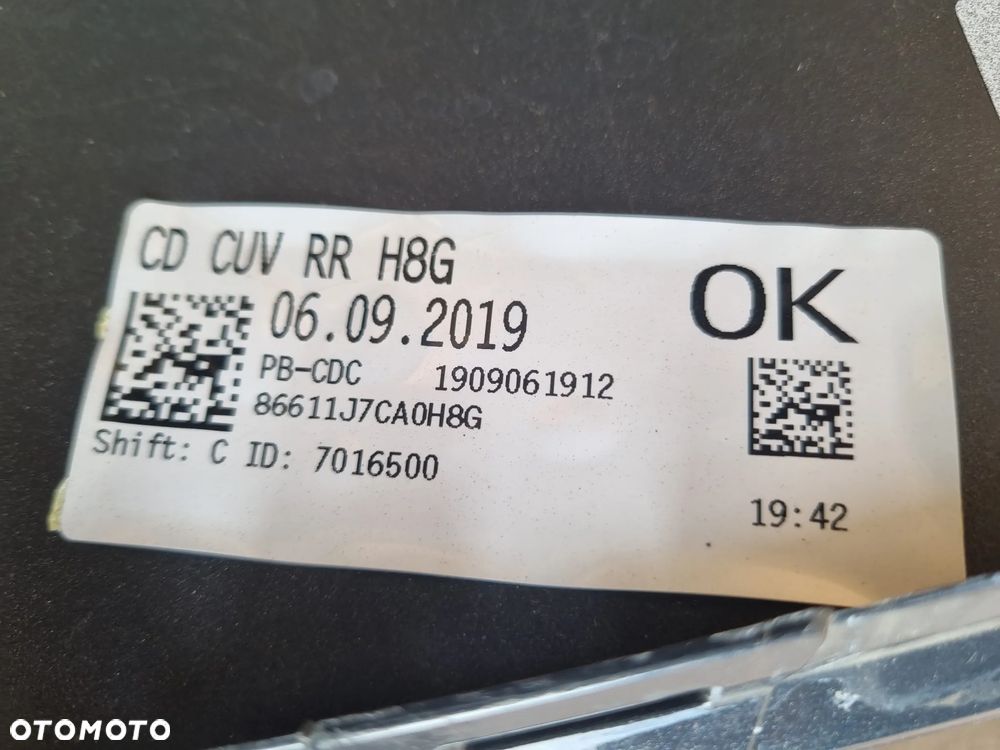 CD CUV RR H8G
OK
06.09.2019
PB-CDC 1909061912
86611J7CA0H8G
Shift: C ID: 7016500
19:42
OTOMOTO